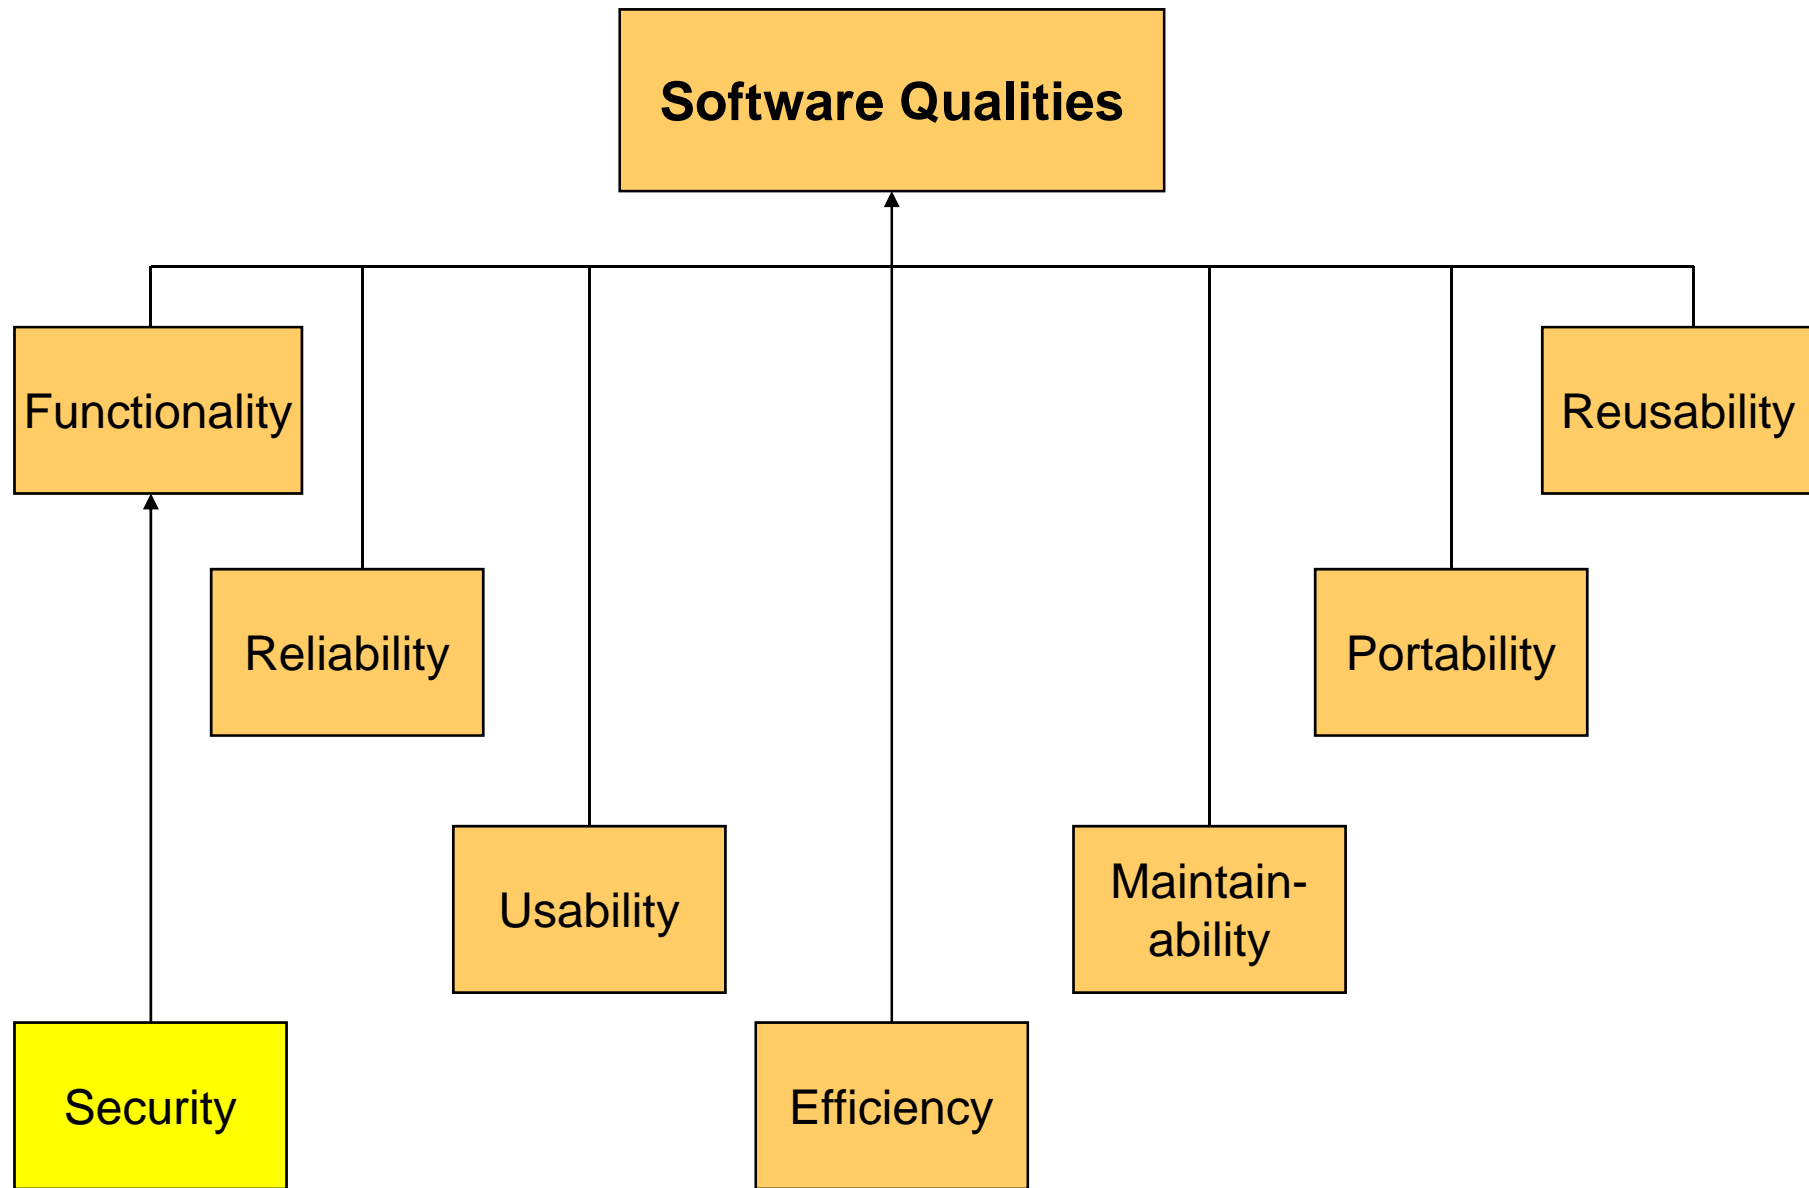 Software Qualities
Functionality
Reusability
Reliability
Portability
Usability
Maintain-
ability
Security
Efficiency